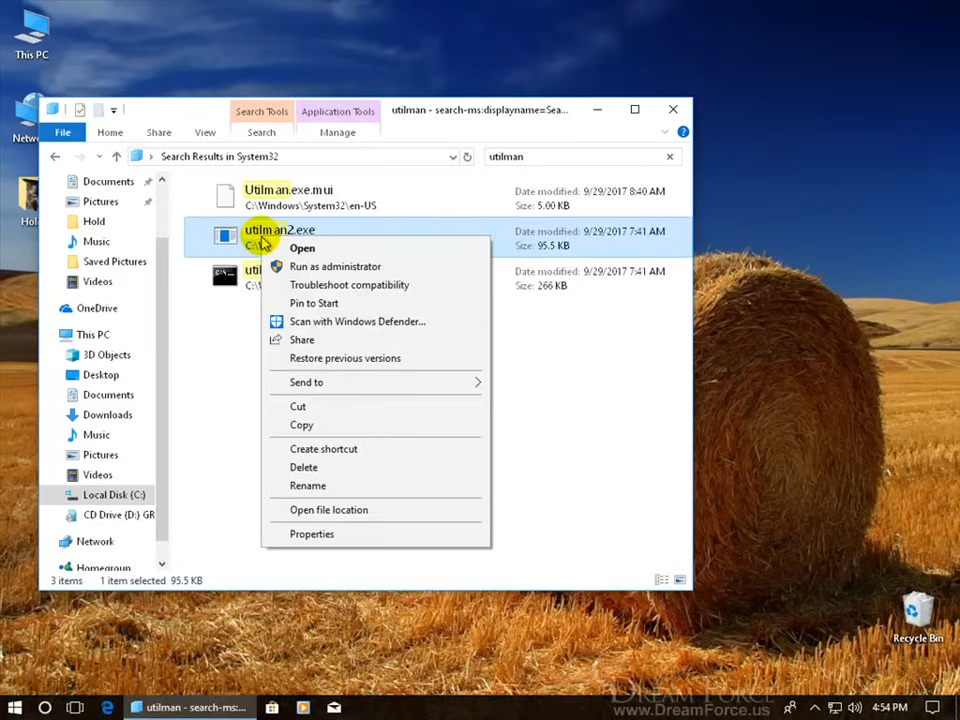 This PC
Netw
Hol
Search Tools
Application Tools
utilman - search-ms:displayname=Sea...
File
Home
Share
View
Search
Manage
Search Results in System32
utilman
Documents
Pictures
Hold
Music
Saved Pictures
Videos
OneDrive
This PC
3D Objects
Desktop
Documents
Downloads
Music
Pictures
Videos
Local Disk (C:)
CD Drive (D:) GR
Network
Homegroup
Utilman.exe.mui
C:\Windows\System32\en-US
Date modified: 9/29/2017 8:40 AM
Size: 5.00 KB
utilman2.exe
C:\
Date modified: 9/29/2017 7:41 AM
Size: 95.5 KB
util
C:\
Date modified: 9/29/2017 7:41 AM
Size: 266 KB
Open
Run as administrator
Troubleshoot compatibility
Pin to Start
Scan with Windows Defender...
Share
Restore previous versions
Send to
Cut
Copy
Create shortcut
Delete
Rename
Open file location
Properties
3 items
1 item selected 95.5 KB
Recycle Bin
utilman - search-ms:...
4:54 PM
Dream Force
www.DreamForce.us